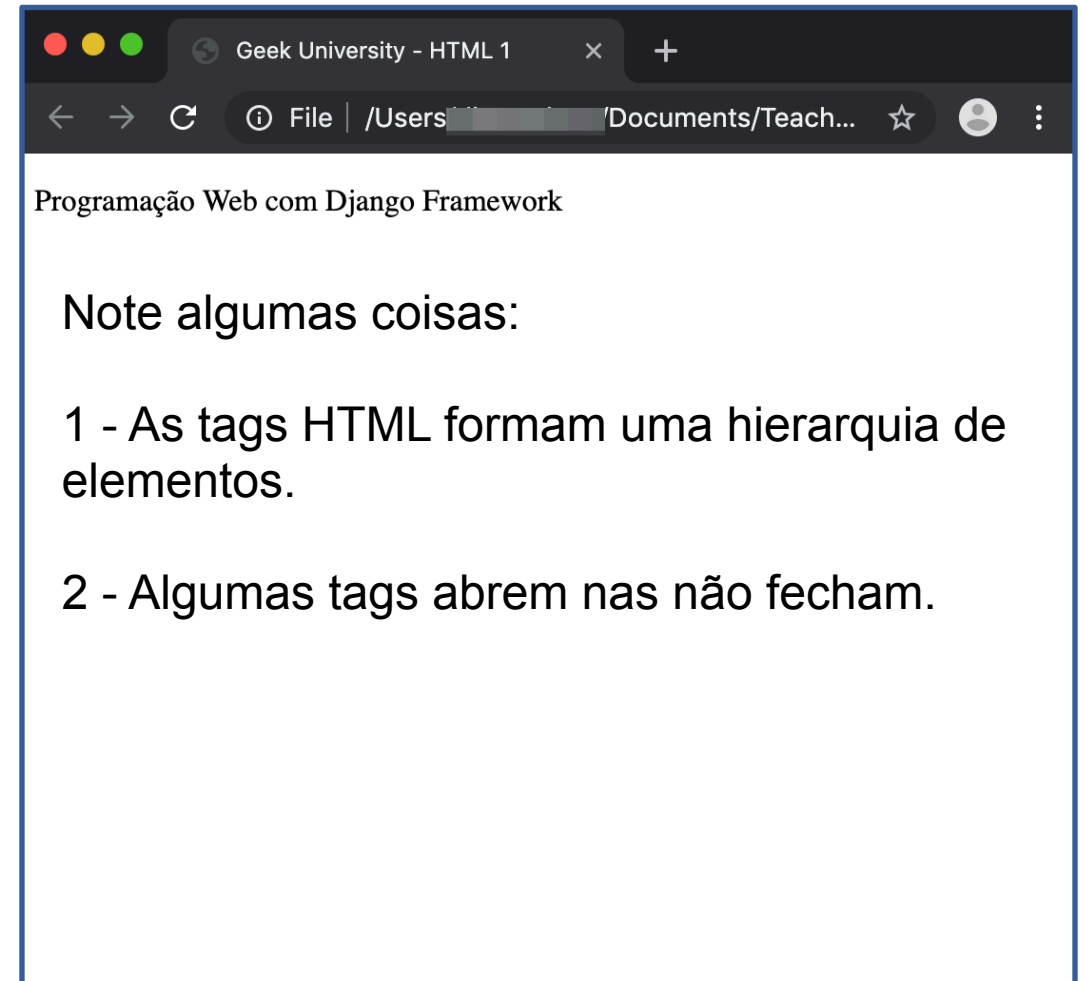 Geek University - HTML 1
File | /Users /Documents/Teach...
Programação Web com Django Framework
Note algumas coisas:
1 - As tags HTML formam uma hierarquia de
elementos.
2 - Algumas tags abrem nas não fecham.